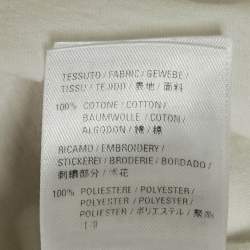 TESSUTO / FABRIC / GEWEBE /
TISSU / TEJIDO / 表地 / 面料
100% COTONE / COTTON /
BAUMWOLLE / COTON /
ALGODON / 綿 / 棉
RICAMO / EMBROIDERY /
STICKEREI / BRODERIE / BORDADO /
刺繍部分 / 绣花
100% POLIESTERE / POLYESTER /
POLYESTER / POLYESTER /
POLIESTER / ポリエステル / 聚酯